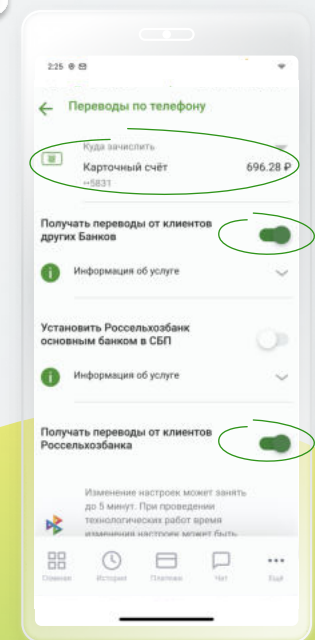 2:25
Переводы по телефону
Куда зачислить
Карточный счёт 696.28 ₽
··5831
Получать переводы от клиентов
других Банков
Информация об услуге
Установить Россельхозбанк
основным банком в СБП
Информация об услуге
Получать переводы от клиентов
Россельхозбанка
Изменение настроек может занять
до 5 минут. При проведении
технологических работ время
изменения настроек может быть
Главная История Платежи Чат Ещё